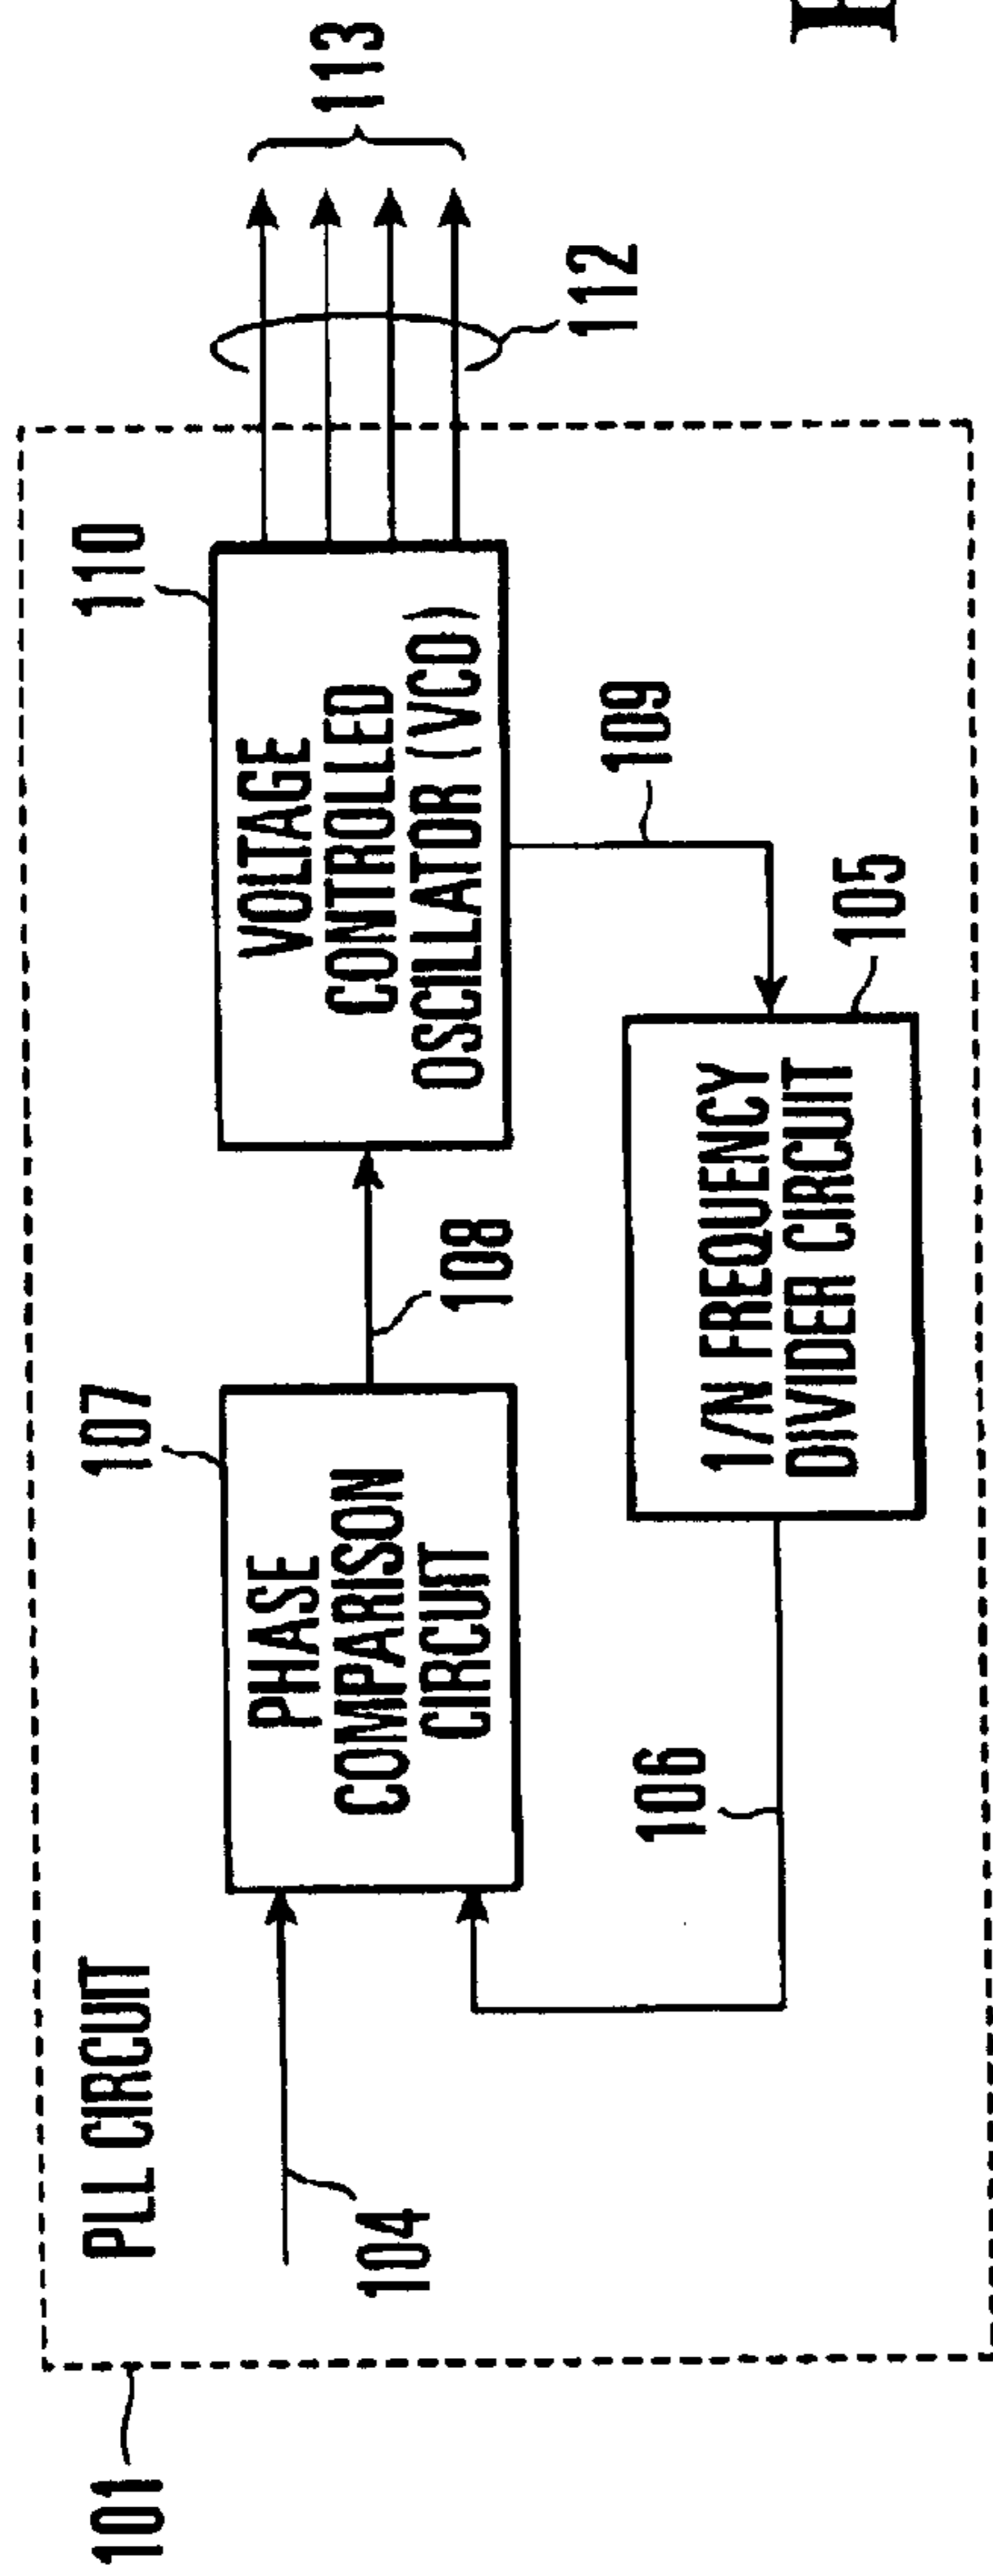 101
PLL CIRCUIT
104
107
PHASE
COMPARISON
CIRCUIT
106
108
110
VOLTAGE
CONTROLLED
OSCILLATOR (VCO)
109
1/N FREQUENCY
DIVIDER CIRCUIT
105
112
113